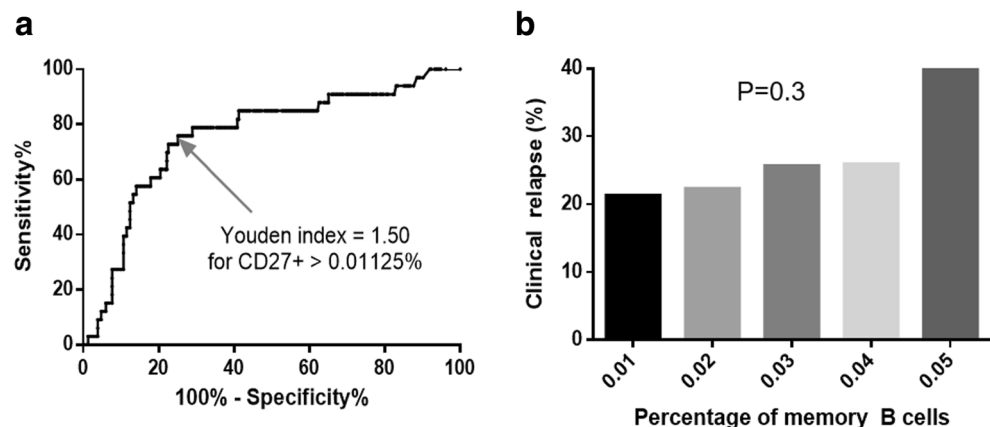 a
100
80
60
40
20
0
Sensitivity%
0 20 40 60 80 100
100% - Specificity%
Youden index = 1.50
for CD27+ > 0.01125%
b
40
30
20
10
0
Clinical relapse (%)
P=0.3
0.01 0.02 0.03 0.04 0.05
Percentage of memory B cells